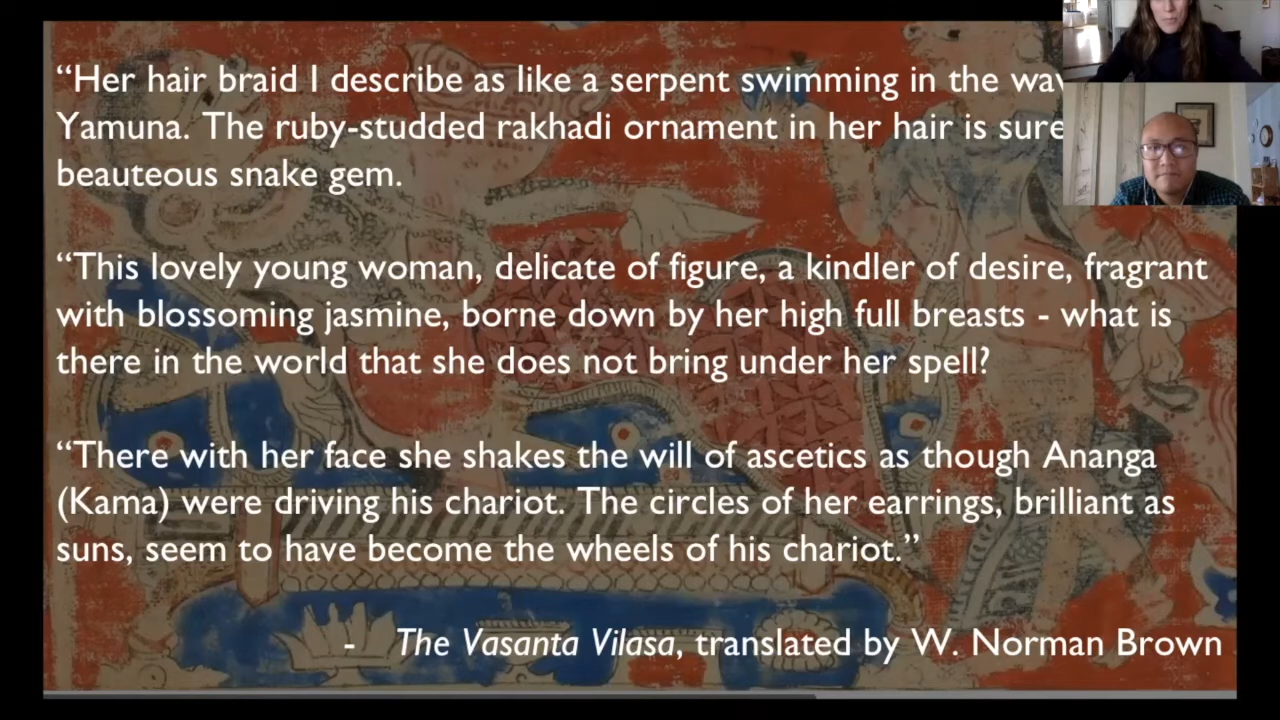 “Her hair braid I describe as like a serpent swimming in the
Yamuna. The ruby-studded rakhadi ornament in her hair is
beauteous snake gem.
“This lovely young woman, delicate of figure, a kindler of desire, fragrant
with blossoming jasmine, borne down by her high full breasts - what is
there in the world that she does not bring under her spell?
“There with her face she shakes the will of ascetics as though Ananga
(Kama) were driving his chariot. The circles of her earrings, brilliant as
suns, seem to have become the wheels of his chariot.”
- The Vasanta Vilasa, translated by W. Norman Brown